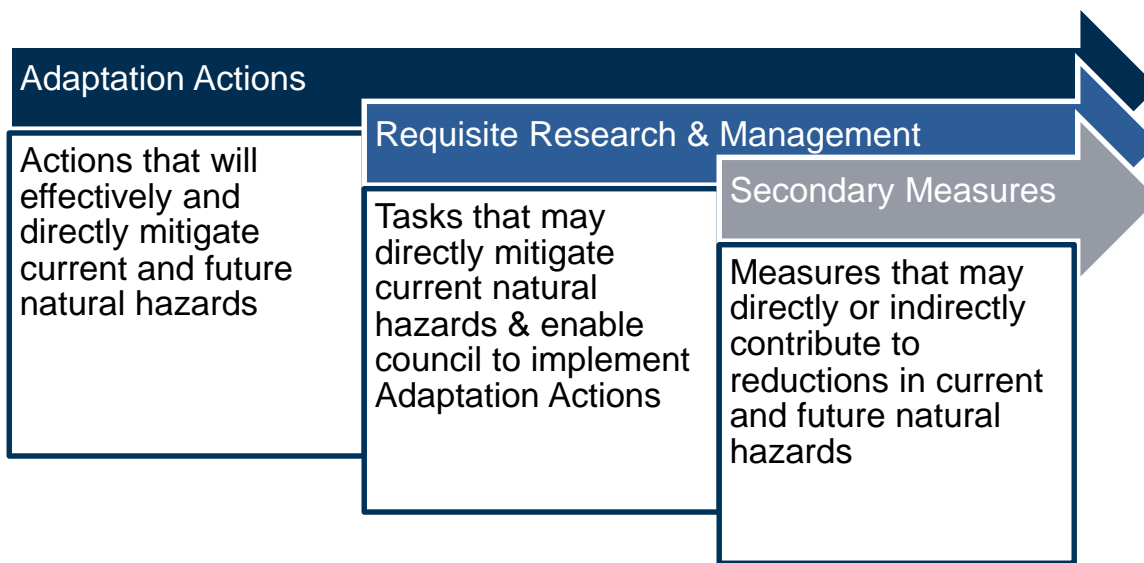 Adaptation Actions
Actions that will
effectively and
directly mitigate
current and future
natural hazards
Requisite Research & Management
Tasks that may
directly mitigate
current natural
hazards & enable
council to implement
Adaptation Actions
Secondary Measures
Measures that may
directly or indirectly
contribute to
reductions in current
and future natural
hazards